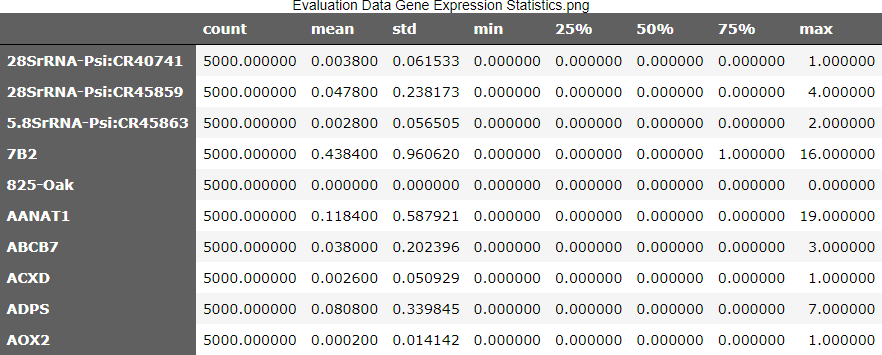 Evaluation Data Gene Expression Statistics.png
count mean std min 25% 50% 75% max
28SrRNA-Psi:CR40741 5000.000000 0.003800 0.061533 0.000000 0.000000 0.000000 0.000000 1.000000
28SrRNA-Psi:CR45859 5000.000000 0.047800 0.238173 0.000000 0.000000 0.000000 0.000000 4.000000
5.8SrRNA-Psi:CR45863 5000.000000 0.002800 0.056505 0.000000 0.000000 0.000000 0.000000 2.000000
7B2 5000.000000 0.438400 0.960620 0.000000 0.000000 0.000000 1.000000 16.000000
825-Oak 5000.000000 0.000000 0.000000 0.000000 0.000000 0.000000 0.000000 0.000000
AANAT1 5000.000000 0.118400 0.587921 0.000000 0.000000 0.000000 0.000000 19.000000
ABCB7 5000.000000 0.038000 0.202396 0.000000 0.000000 0.000000 0.000000 3.000000
ACXD 5000.000000 0.002600 0.050929 0.000000 0.000000 0.000000 0.000000 1.000000
ADPS 5000.000000 0.080800 0.339845 0.000000 0.000000 0.000000 0.000000 7.000000
AOX2 5000.000000 0.000200 0.014142 0.000000 0.000000 0.000000 0.000000 1.000000